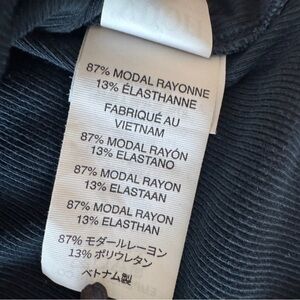 87% MODAL RAYONNE
13% ÉLASTHANNE
FABRIQUÉ AU
VIETNAM
87% MODAL RAYÓN
13% ELASTANO
87% MODAL RAYON
13% ELASTAAN
87% MODAL RAYON
13% ELASTHAN
87% モダールレーヨン
13% ポリウレタン
ベトナム製